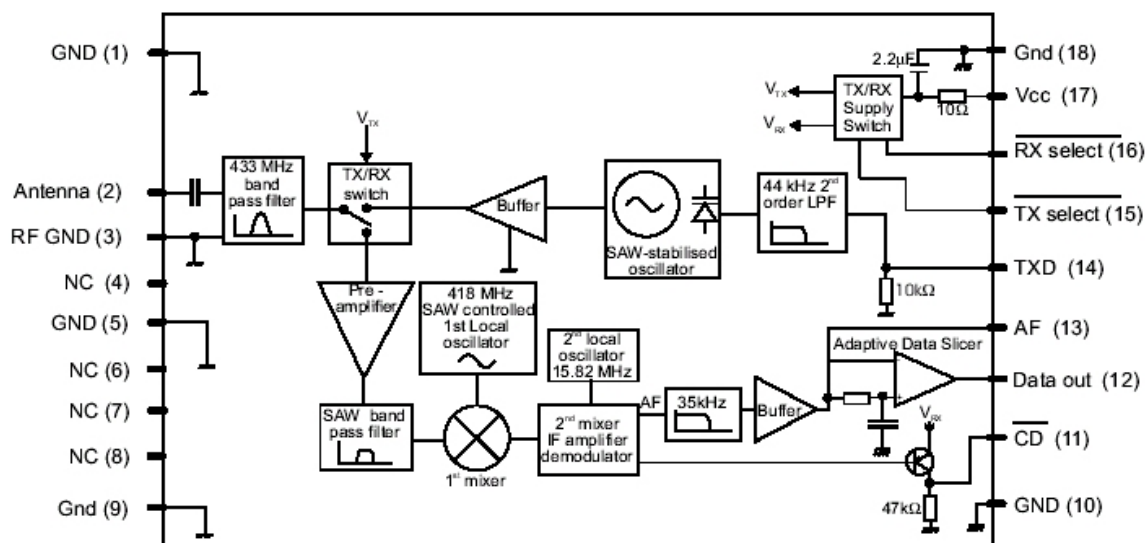 GND (1)
Antenna (2)
RF GND (3)
NC (4)
GND (5)
NC (6)
NC (7)
NC (8)
Gnd (9)
433 MHz
band
pass filter
V_TX
TX/RX
switch
Buffer
SAW-stabilised
oscillator
44 kHz 2nd
order LPF
10kΩ
V_TX
V_RX
TX/RX
Supply
Switch
2.2µF
10Ω
Pre-
amplifier
418 MHz
SAW controlled
1st Local
oscillator
2nd local
oscillator
15.82 MHz
SAW band
pass filter
1st mixer
2nd mixer
IF amplifier
demodulator
AF
35kHz
Buffer
Adaptive Data Slicer
V_RX
47kΩ
Gnd (18)
Vcc (17)
RX select (16)
TX select (15)
TXD (14)
AF (13)
Data out (12)
CD (11)
GND (10)